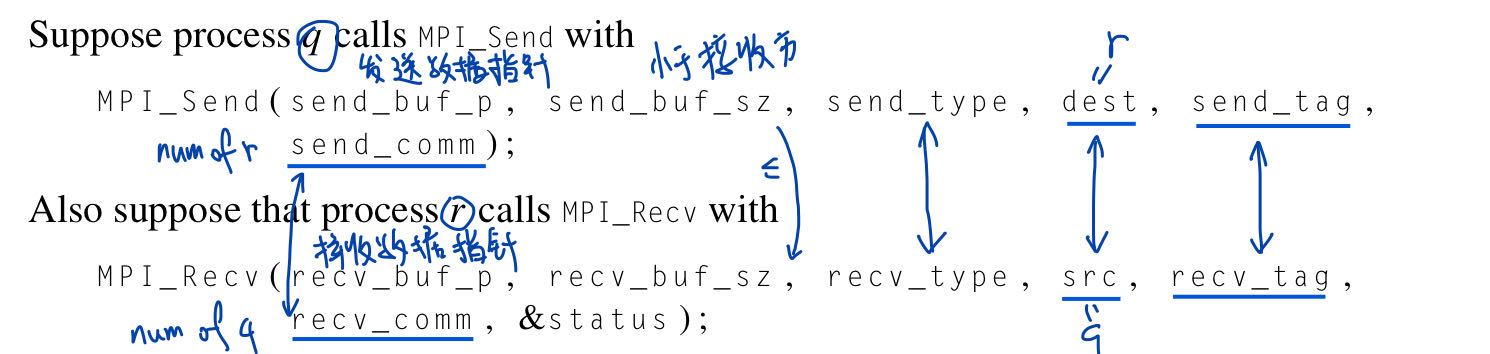 Suppose process q calls MPI_Send with
r
发送数据指针 小于接收方
=
MPI_Send(send_buf_p, send_buf_sz, send_type, dest, send_tag,
num of r send_comm);
≤
Also suppose that process r calls MPI_Recv with
接收数据指针
MPI_Recv(recv_buf_p, recv_buf_sz, recv_type, src, recv_tag,
num of q recv_comm, &status);
=
q